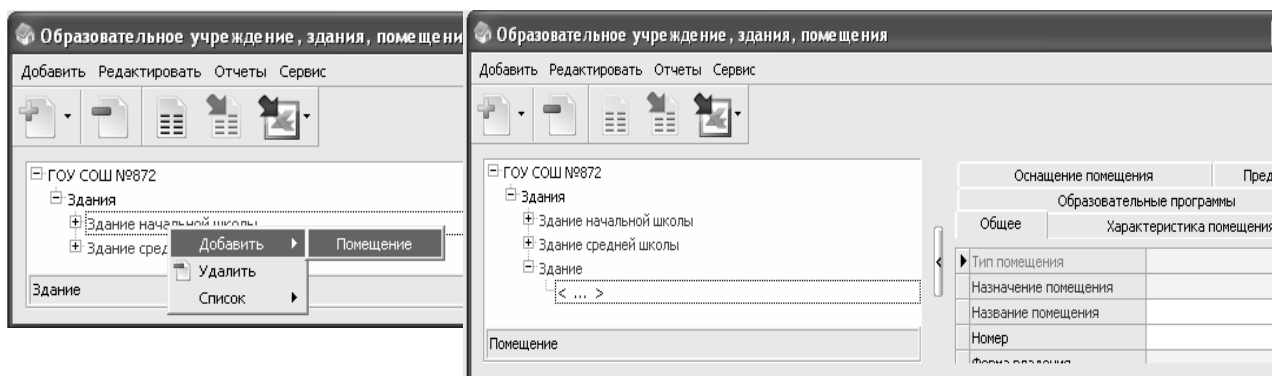 Образовательное учреждение, здания, помещени
Добавить Редактировать Отчеты Сервис
ГОУ СОШ №872
Здания
Здание начальной школы
Здание сред
Добавить
Помещение
Удалить
Список
Здание
Образовательное учреждение, здания, помещения
Добавить Редактировать Отчеты Сервис
ГОУ СОШ №872
Здания
Здание начальной школы
Здание средней школы
Здание
< ... >
Помещение
Оснащение помещения Пред
Образовательные программы
Общее Характеристика помещения
Тип помещения
Назначение помещения
Название помещения
Номер
Форма владения